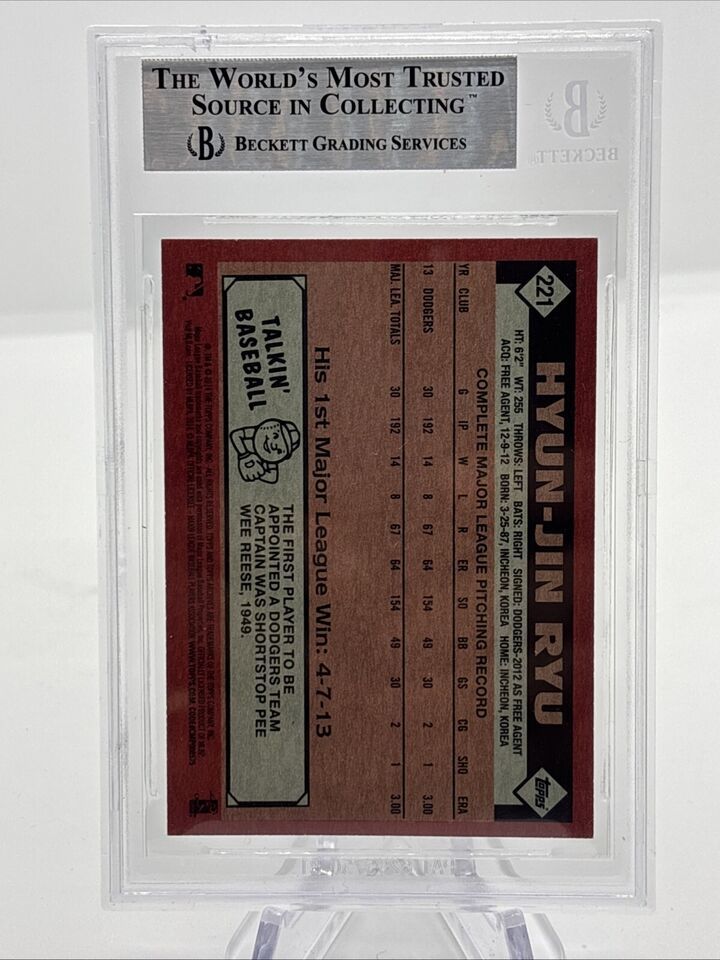 THE WORLD'S MOST TRUSTED
SOURCE IN COLLECTING™
B BECKETT GRADING SERVICES
B
BECKETT
221
HYUN-JIN RYU
topps
HT: 6'2" WT: 255 THROWS: LEFT BATS: RIGHT SIGNED: DODGERS-2012 AS FREE AGENT
ACQ: FREE AGENT, 12-9-12 BORN: 3-25-87, INCHEON, KOREA HOME: INCHEON, KOREA
COMPLETE MAJOR LEAGUE PITCHING RECORD
YR CLUB G IP W L R ER SO BB GS CG SHO ERA
13 DODGERS 30 192 14 8 67 64 154 49 30 2 1 3.00
MAJ. LEA. TOTALS 30 192 14 8 67 64 154 49 30 2 1 3.00
His 1st Major League Win: 4-7-13
TALKIN'
BASEBALL
THE FIRST PLAYER TO BE
APPOINTED A DODGERS TEAM
CAPTAIN WAS SHORTSTOP PEE
WEE REESE, 1949.